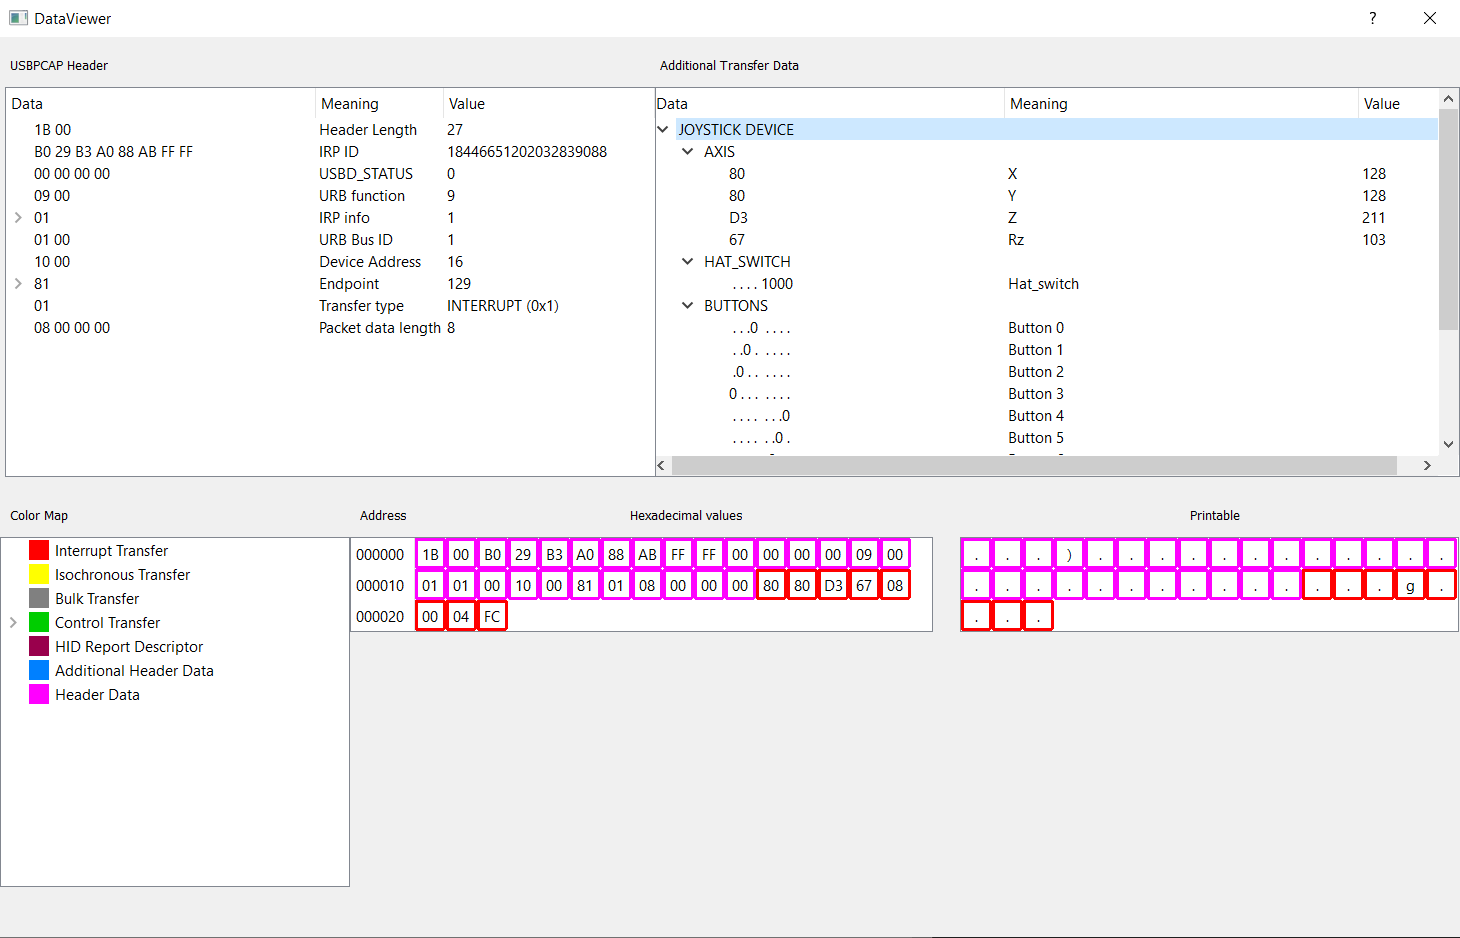 DataViewer ?
USBPCAP Header
Data Meaning Value
1B 00 Header Length 27
B0 29 B3 A0 88 AB FF FF IRP ID 18446651202032839088
00 00 00 00 USBD_STATUS 0
09 00 URB function 9
01 IRP info 1
01 00 URB Bus ID 1
10 00 Device Address 16
81 Endpoint 129
01 Transfer type INTERRUPT (0x1)
08 00 00 00 Packet data length 8
Additional Transfer Data
Data Meaning Value
JOYSTICK DEVICE
AXIS
80 X 128
80 Y 128
D3 Z 211
67 Rz 103
HAT_SWITCH
. . . . 1000 Hat_switch
BUTTONS
. . .0 . . . . Button 0
. .0 . . . . . Button 1
.0 . . . . . . Button 2
0 . . . . . . . Button 3
. . . . . . .0 Button 4
. . . . . .0 . Button 5
Color Map
Interrupt Transfer
Isochronous Transfer
Bulk Transfer
Control Transfer
HID Report Descriptor
Additional Header Data
Header Data
Address Hexadecimal values Printable
000000 1B 00 B0 29 B3 A0 88 AB FF FF 00 00 00 00 09 00 . . . ) . . . . . . . . . . . .
000010 01 01 00 10 00 81 01 08 00 00 00 80 80 D3 67 08 . . . . . . . . . . . . . . g .
000020 00 04 FC . . .